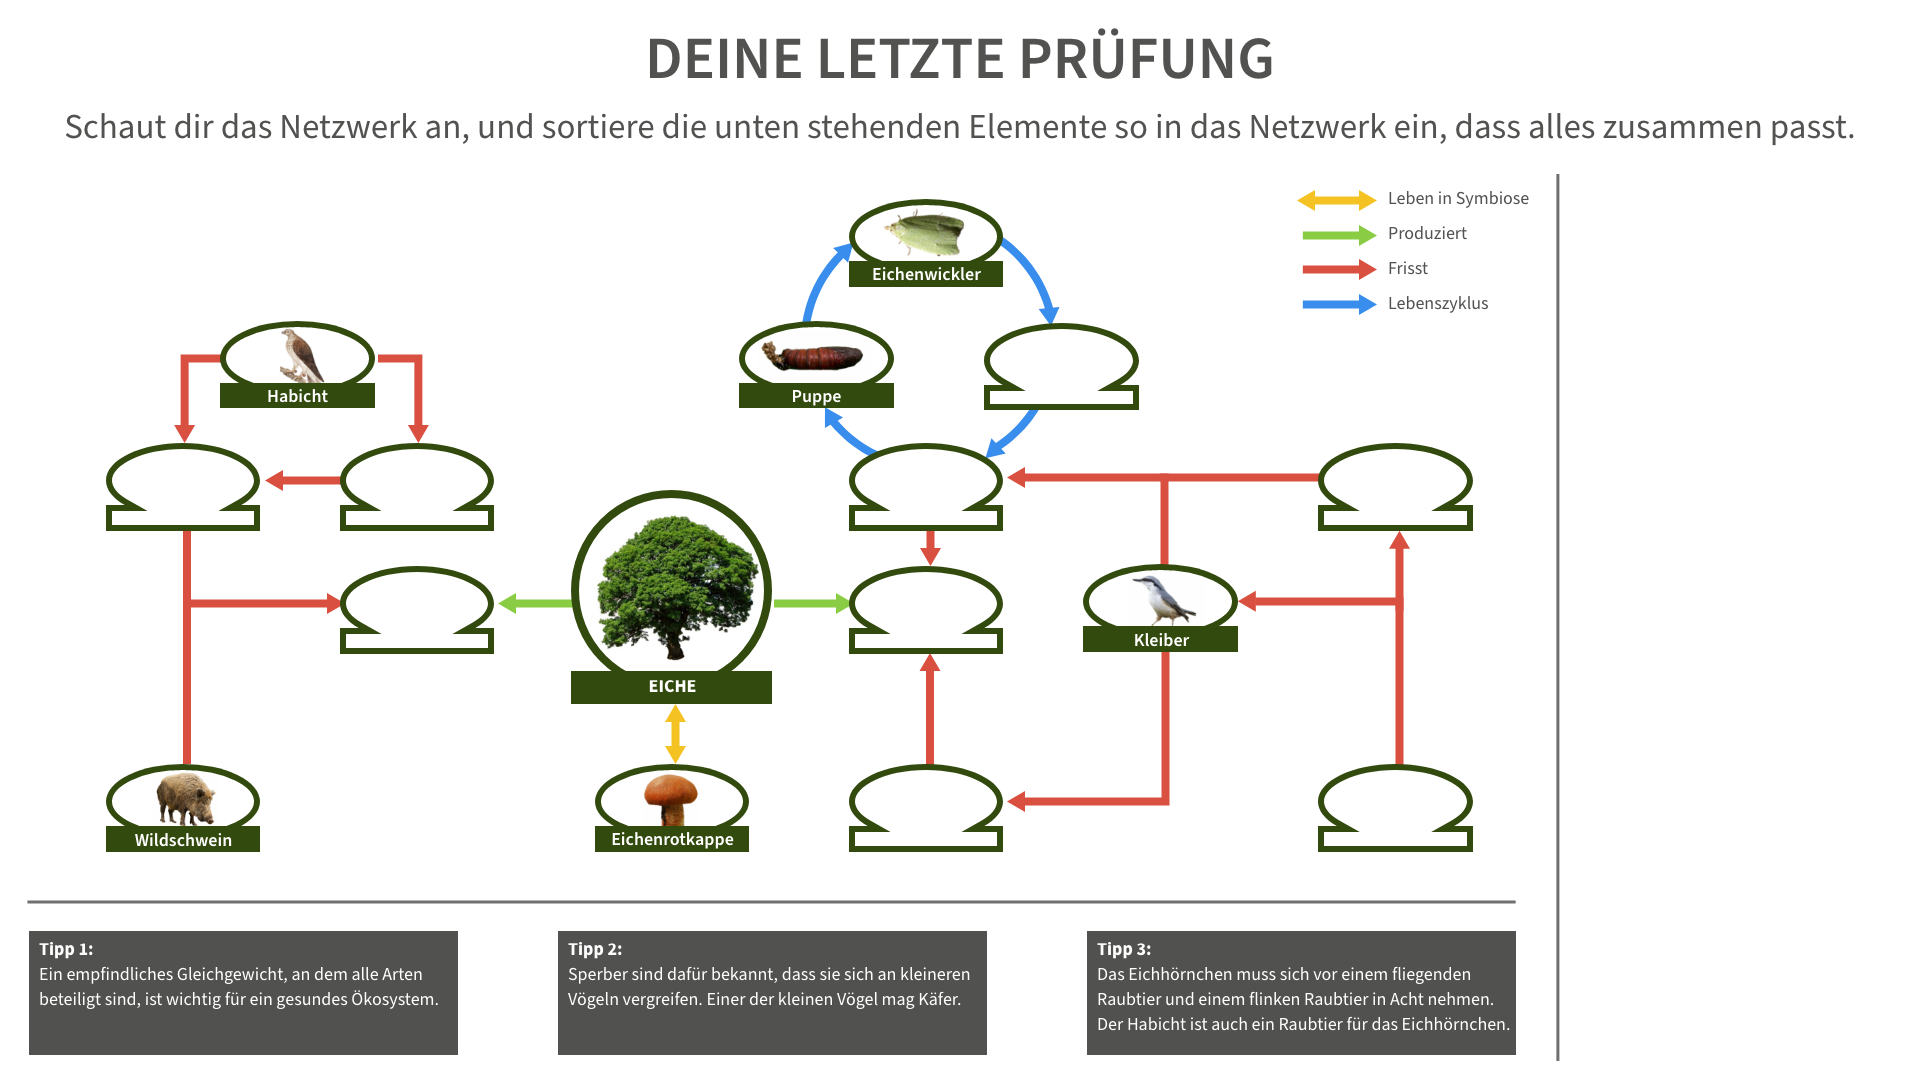 DEINE LETZTE PRÜFUNG
Schaut dir das Netzwerk an, und sortiere die unten stehenden Elemente so in das Netzwerk ein, dass alles zusammen passt.
Leben in Symbiose
Produziert
Frisst
Lebenszyklus
Eichenwickler
Habicht
Puppe
Kleiber
EICHE
Wildschwein
Eichenrotkappe
Tipp 1:
Ein empfindliches Gleichgewicht, an dem alle Arten
beteiligt sind, ist wichtig für ein gesundes Ökosystem.
Tipp 2:
Sperber sind dafür bekannt, dass sie sich an kleineren
Vögeln vergreifen. Einer der kleinen Vögel mag Käfer.
Tipp 3:
Das Eichhörnchen muss sich vor einem fliegenden
Raubtier und einem flinken Raubtier in Acht nehmen.
Der Habicht ist auch ein Raubtier für das Eichhörnchen.